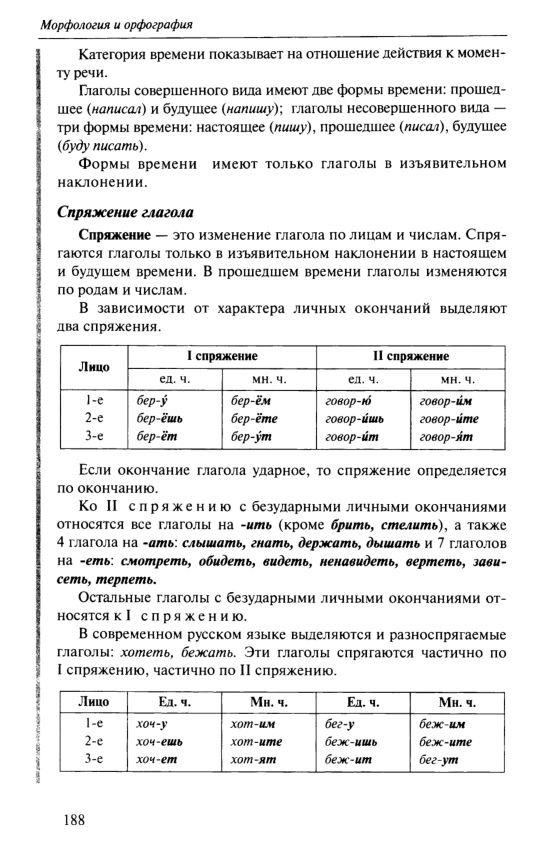 Морфология и орфография
Категория времени показывает на отношение действия к момен-
ту речи.
Глаголы совершенного вида имеют две формы времени: прошед-
шее (написал) и будущее (напишу); глаголы несовершенного вида —
три формы времени: настоящее (пишу), прошедшее (писал), будущее
(буду писать).
Формы времени имеют только глаголы в изъявительном
наклонении.
Спряжение глагола
Спряжение — это изменение глагола по лицам и числам. Спря-
гаются глаголы только в изъявительном наклонении в настоящем
и будущем времени. В прошедшем времени глаголы изменяются
по родам и числам.
В зависимости от характера личных окончаний выделяют
два спряжения.
Лицо I спряжение II спряжение
ед. ч. мн. ч. ед. ч. мн. ч.
1-е бер-у́ бер-ём говор-ю́ говор-и́м
2-е бер-ёшь бер-ёте говор-и́шь говор-и́те
3-е бер-ёт бер-у́т говор-и́т говор-я́т
Если окончание глагола ударное, то спряжение определяется
по окончанию.
Ко II спряжению с безударными личными окончаниями
относятся все глаголы на -ить (кроме брить, стелить), а также
4 глагола на -ать: слышать, гнать, держать, дышать и 7 глаголов
на -еть: смотреть, обидеть, видеть, ненавидеть, вертеть, зави-
сеть, терпеть.
Остальные глаголы с безударными личными окончаниями от-
носятся к I спряжению.
В современном русском языке выделяются и разноспрягаемые
глаголы: хотеть, бежать. Эти глаголы спрягаются частично по
I спряжению, частично по II спряжению.
Лицо Ед. ч. Мн. ч. Ед. ч. Мн. ч.
1-е хоч-у хот-им бег-у беж-им
2-е хоч-ешь хот-ите беж-ишь беж-ите
3-е хоч-ет хот-ят беж-ит бег-ут
188